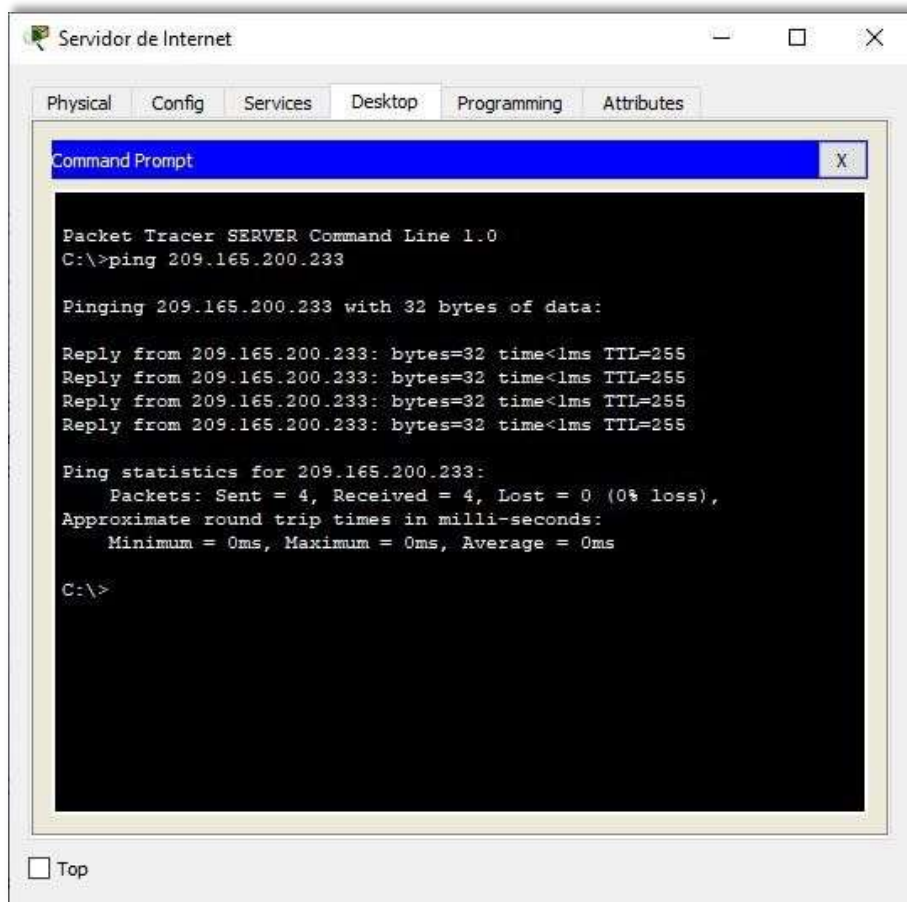 Servidor de Internet
Physical Config Services Desktop Programming Attributes
Command Prompt X
Packet Tracer SERVER Command Line 1.0
C:\>ping 209.165.200.233
Pinging 209.165.200.233 with 32 bytes of data:
Reply from 209.165.200.233: bytes=32 time<1ms TTL=255
Reply from 209.165.200.233: bytes=32 time<1ms TTL=255
Reply from 209.165.200.233: bytes=32 time<1ms TTL=255
Reply from 209.165.200.233: bytes=32 time<1ms TTL=255
Ping statistics for 209.165.200.233:
Packets: Sent = 4, Received = 4, Lost = 0 (0% loss),
Approximate round trip times in milli-seconds:
Minimum = 0ms, Maximum = 0ms, Average = 0ms
C:\>
Top